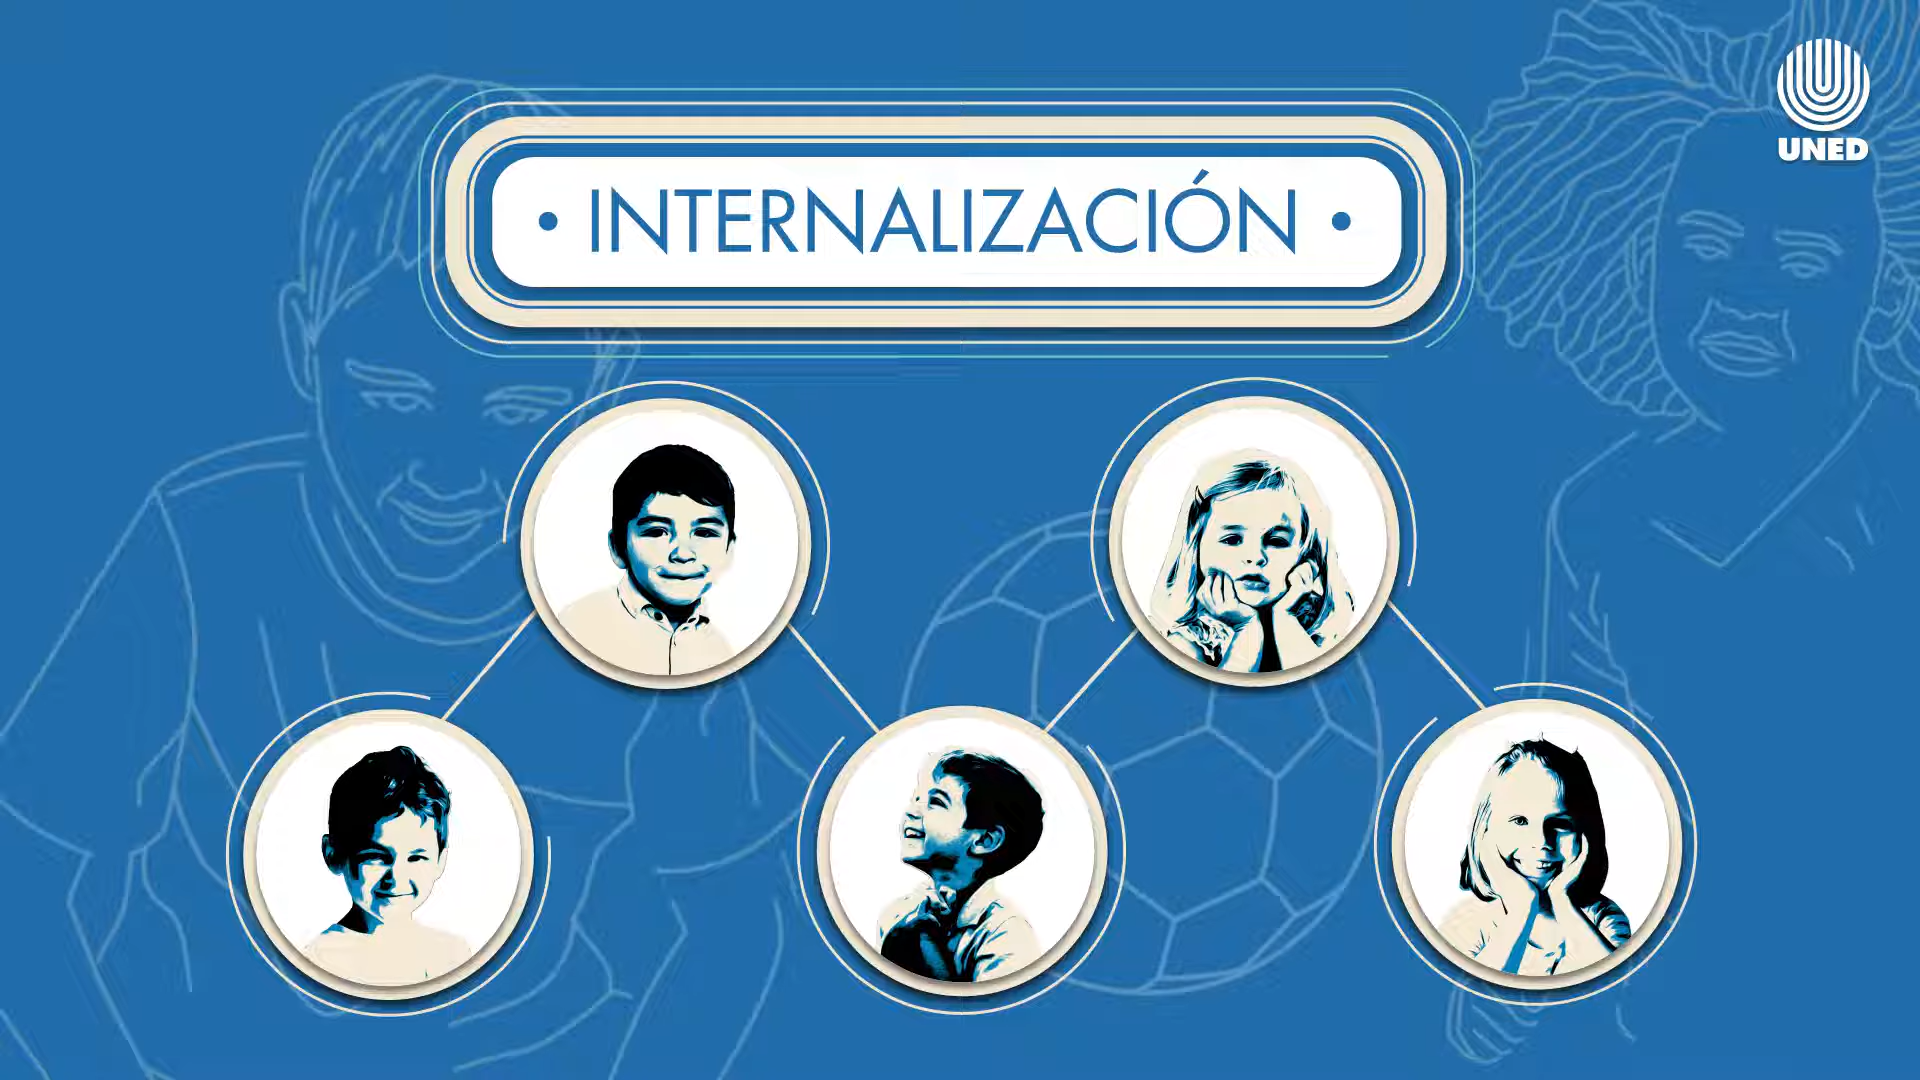 • INTERNALIZACIÓN •
UNED